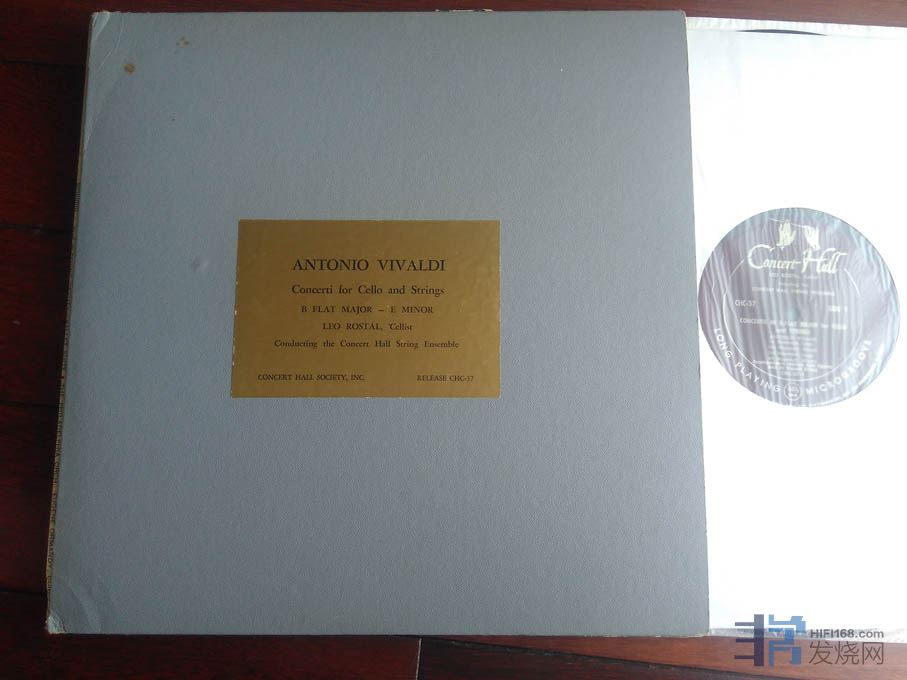 ANTONIO VIVALDI
Concerti for Cello and Strings
B FLAT MAJOR — E MINOR
LEO ROSTAL, 'Cellist
Conducting the Concert Hall String Ensemble
CONCERT HALL SOCIETY, INC. RELEASE CHC-37
Concert Hall
CHC-37
LONG PLAYING MICROGROOVE
HIFI168.com
发烧网